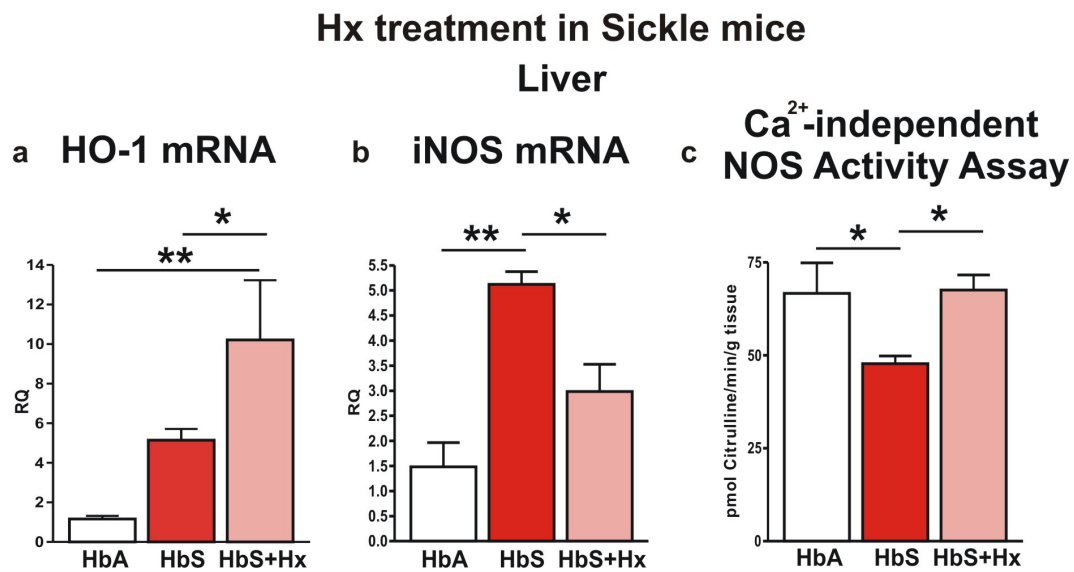 Hx treatment in Sickle mice
Liver
a HO-1 mRNA
**
*
RQ
14
12
10
8
6
4
2
0
HbA HbS HbS+Hx
b iNOS mRNA
** *
RQ
5.5
5.0
4.5
4.0
3.5
3.0
2.5
2.0
1.5
1.0
0.5
0.0
HbA HbS HbS+Hx
c Ca2+-independent
NOS Activity Assay
* *
pmol Citrulline/min/g tissue
75
50
25
0
HbA HbS HbS+Hx